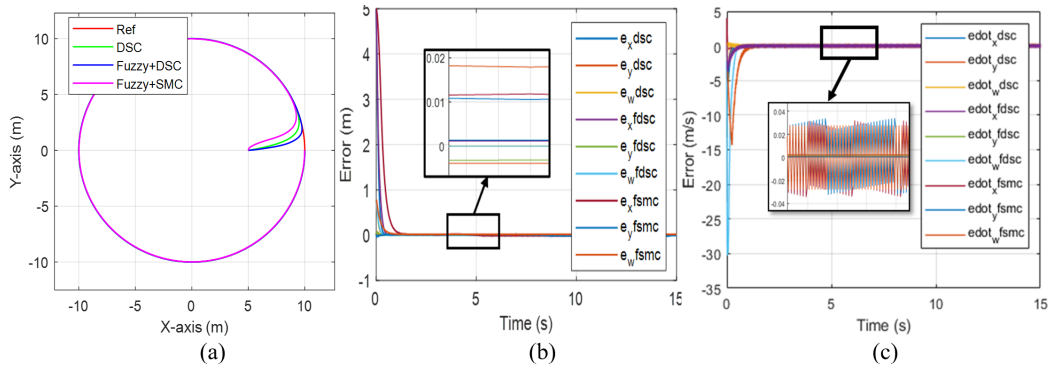 Ref
DSC
Fuzzy+DSC
Fuzzy+SMC
10
5
0
-5
-10
Y-axis (m)
-10 -5 0 5 10
X-axis (m)
(a)
5
4
3
2
1
0
-1
Error (m)
0.02
0.01
0
e_x dsc
e_y dsc
e_w dsc
e_x fdsc
e_y fdsc
e_w fdsc
e_x fsmc
e_y fsmc
e_w fsmc
0 5 10 15
Time (s)
(b)
5
0
-5
-10
-15
-20
-25
-30
-35
Error (m/s)
0.04
0.02
0
-0.02
-0.04
edot_x dsc
edot_y dsc
edot_w dsc
edot_x fdsc
edot_y fdsc
edot_w fdsc
edot_x fsmc
edot_y fsmc
edot_w fsmc
0 5 10 15
Time (s)
(c)